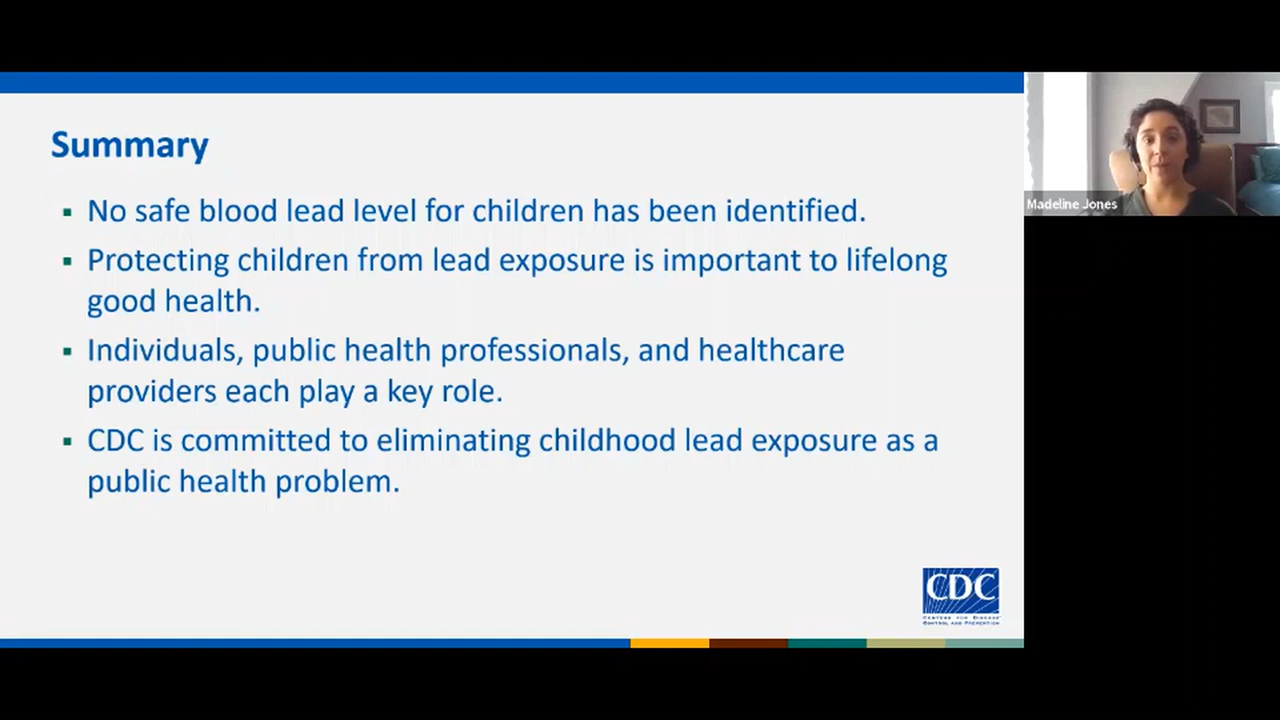 Summary
No safe blood lead level for children has been identified.
Protecting children from lead exposure is important to lifelong
good health.
Individuals, public health professionals, and healthcare
providers each play a key role.
CDC is committed to eliminating childhood lead exposure as a
public health problem.
Madeline Jones
CDC
CENTERS FOR DISEASE
CONTROL AND PREVENTION